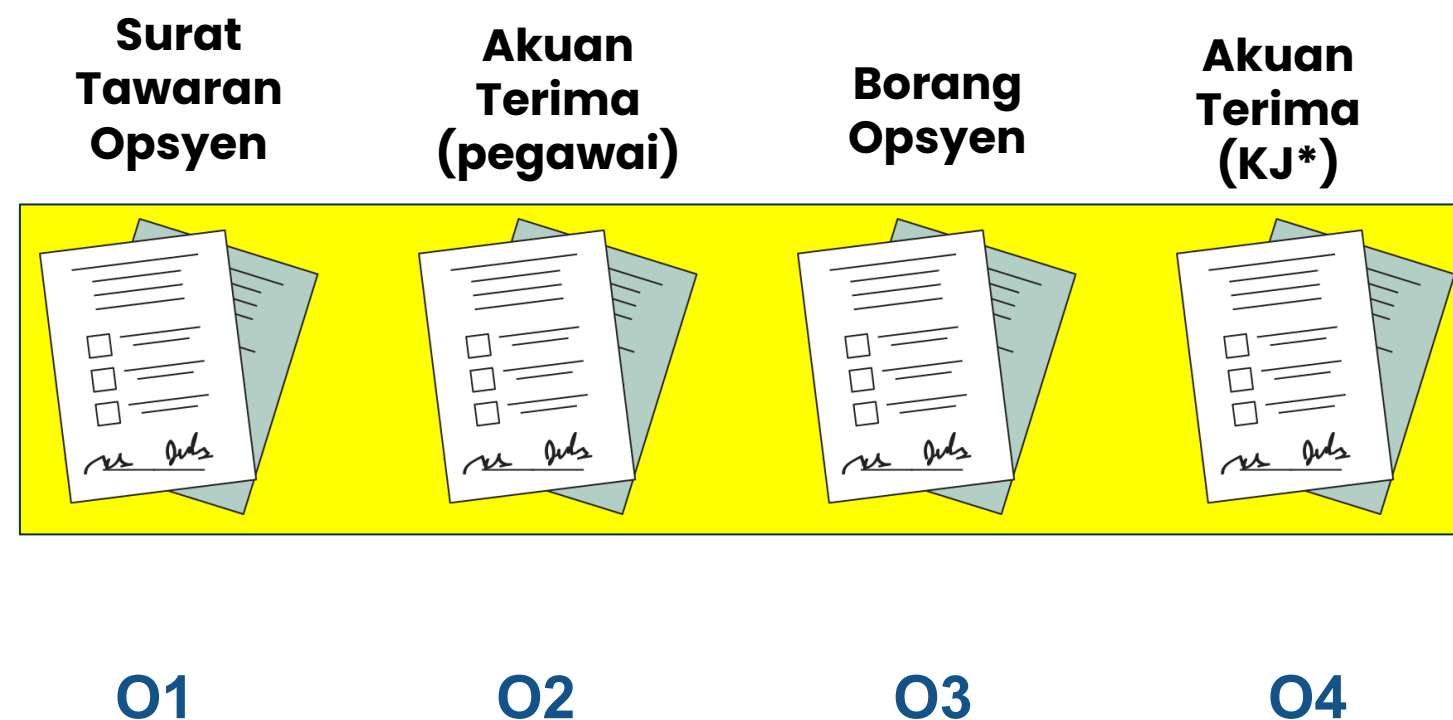 Surat
Tawaran
Opsyen
Akuan
Terima
(pegawai)
Borang
Opsyen
Akuan
Terima
(KJ*)
O1
O2
O3
O4